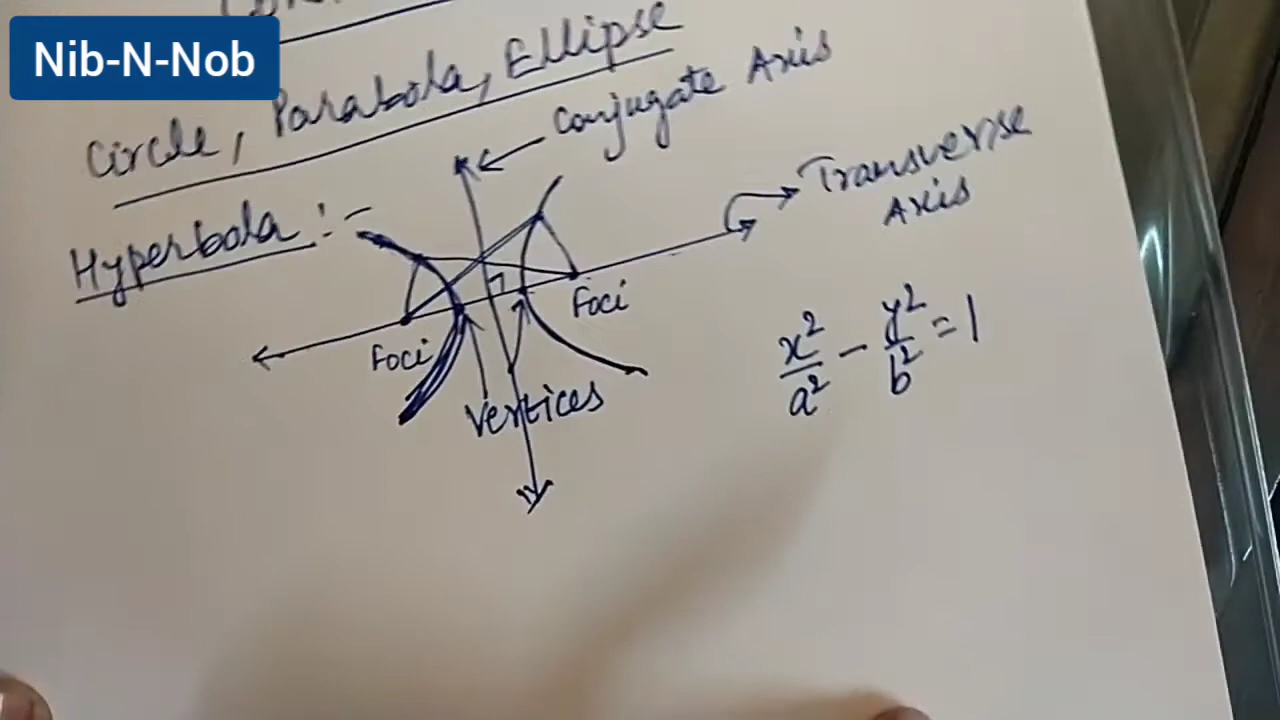 Nib-N-Nob
Circle, Parabola, Ellipse
Conjugate Axis
Hyperbola :-
Transverse
Axis
Foci
Foci
Vertices
x²/a² - y²/b² = 1